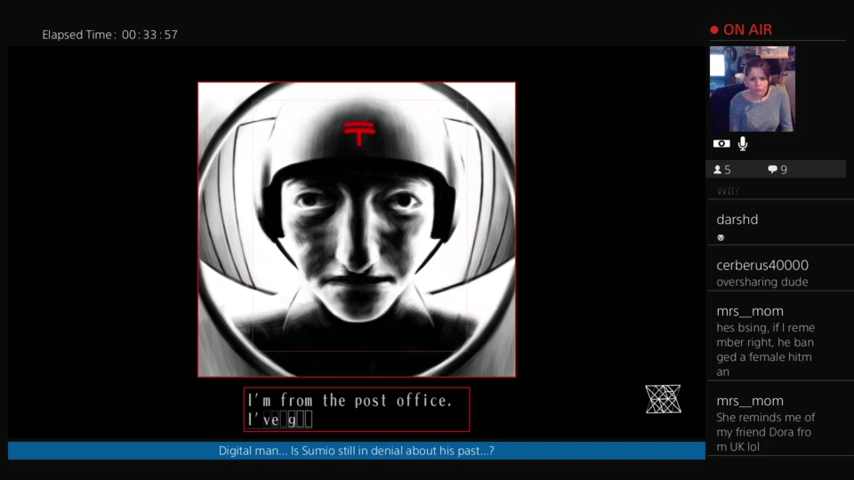 Elapsed Time: 00:33:57
ON AIR
5
9
darshd
cerberus40000
oversharing dude
mrs__mom
hes bsing, if I reme
mber right, he ban
ged a female hitm
an
mrs__mom
She reminds me of
my friend Dora fro
m UK lol
〒
I'm from the post office.
I've g
Digital man... Is Sumio still in denial about his past...?